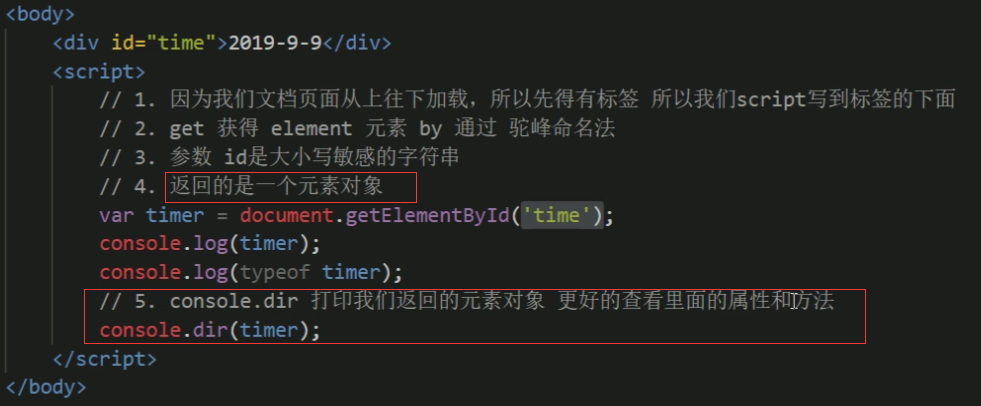 <body>
<div id="time">2019-9-9</div>
<script>
// 1. 因为我们文档页面从上往下加载，所以先得有标签 所以我们script写到标签的下面
// 2. get 获得 element 元素 by 通过 驼峰命名法
// 3. 参数 id是大小写敏感的字符串
// 4. 返回的是一个元素对象
var timer = document.getElementById('time');
console.log(timer);
console.log(typeof timer);
// 5. console.dir 打印我们返回的元素对象 更好的查看里面的属性和方法
console.dir(timer);
</script>
</body>